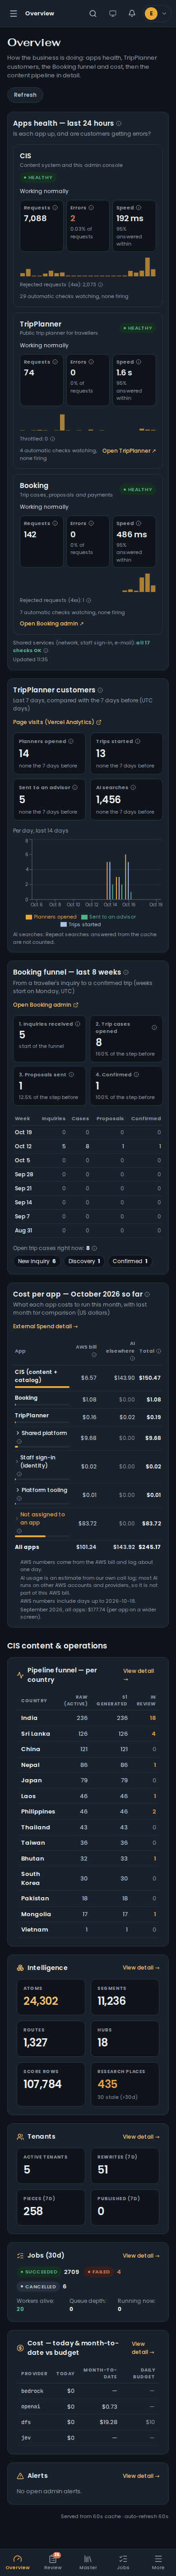 Overview
E
Overview
How the business is doing: apps health, TripPlanner customers, the Booking funnel and cost, then the content pipeline in detail.
Refresh
Apps health — last 24 hours
Is each app up, and are customers getting errors?
CIS
Content system and this admin console
HEALTHY
Working normally
Requests
7,088
Errors
2
0.03% of requests
Speed
192 ms
95% answered within
Rejected requests (4xx): 2,073
29 automatic checks watching, none firing
TripPlanner
Public trip planner for travellers
HEALTHY
Working normally
Requests
74
Errors
0
0% of requests
Speed
1.6 s
95% answered within
Throttled: 0
4 automatic checks watching, none firing
Open TripPlanner ↗
Booking
Trip cases, proposals and payments
HEALTHY
Working normally
Requests
142
Errors
0
0% of requests
Speed
486 ms
95% answered within
Rejected requests (4xx): 1
7 automatic checks watching, none firing
Open Booking admin ↗
Shared services (network, staff sign-in, e-mail): all 17 checks OK
Updated 11:35
TripPlanner customers
Last 7 days, compared with the 7 days before (UTC days)
Page visits (Vercel Analytics)
Planners opened
14
none the 7 days before
Trips started
13
none the 7 days before
Sent to an advisor
5
none the 7 days before
AI searches
1,456
none the 7 days before
Per day, last 14 days
8
6
4
2
0
Oct 6 Oct 8 Oct 10 Oct 12 Oct 14 Oct 16 Oct 19
Planners opened Sent to an advisor
Trips started
AI searches: Repeat searches answered from the cache are not counted.
Booking funnel — last 8 weeks
From a traveller's inquiry to a confirmed trip (weeks start on Monday, UTC)
Open Booking admin
1. Inquiries received
5
start of the funnel
2. Trip cases opened
8
160% of the step before
3. Proposals sent
1
12.5% of the step before
4. Confirmed
1
100% of the step before
Week Inquiries Cases Proposals Confirmed
Oct 19 0 0 0 0
Oct 12 5 8 1 1
Oct 5 0 0 0 0
Sep 28 0 0 0 0
Sep 21 0 0 0 0
Sep 14 0 0 0 0
Sep 7 0 0 0 0
Aug 31 0 0 0 0
Open trip cases right now: 8
New inquiry 6 Discovery 1 Confirmed 1
Cost per app — October 2026 so far
What each app costs to run this month, with last month for comparison (US dollars)
External Spend detail →
App AWS bill AI elsewhere Total
CIS (content + catalog) $6.57 $143.90 $150.47
Booking $1.08 $0.00 $1.08
TripPlanner $0.16 $0.02 $0.19
Shared platform $9.68 $0.00 $9.68
Staff sign-in (identity) $0.02 $0.00 $0.02
Platform tooling $0.01 $0.00 $0.01
Not assigned to an app $83.72 $0.00 $83.72
All apps $101.24 $143.92 $245.17
AWS numbers come from the AWS bill and lag about one day.
AI usage is an estimate from our own call log; most AI runs on other AWS accounts and providers, so it is not part of this AWS bill.
AWS numbers include days up to 2026-10-18.
September 2026, all apps: $177.74 (per app on a wider screen).
CIS content & operations
Pipeline funnel — per country
View detail →
COUNTRY RAW (ACTIVE) S1 GENERATED IN REVIEW
India 236 236 18
Sri Lanka 126 126 4
China 121 121 0
Nepal 86 86 1
Japan 79 79 0
Laos 46 46 1
Philippines 46 46 2
Thailand 43 43 0
Taiwan 36 36 0
Bhutan 32 33 1
South Korea 30 30 0
Pakistan 18 18 0
Mongolia 17 17 1
Vietnam 1 1 0
Intelligence
View detail →
ATOMS
24,302
SEGMENTS
11,236
ROUTES
1,327
HUBS
18
SCORE ROWS
107,784
RESEARCH PLACES
435
30 stale (>30d)
Tenants
View detail →
ACTIVE TENANTS
5
REWRITES (7D)
51
PIECES (7D)
258
PUBLISHED (7D)
0
Jobs (30d)
View detail →
SUCCEEDED 2709 FAILED 4
CANCELLED 6
Workers alive: 20
Queue depth: 0
Running now: 0
Cost — today & month-to-date vs budget
View detail →
PROVIDER TODAY MONTH-TO-DATE DAILY BUDGET
bedrock $0 — —
openai $0 $0.73 —
dfs $0 $19.28 $10
jev $0 — —
Alerts
View detail →
No open admin alerts.
Served from 60s cache · auto-refresh 60s
Overview
Review
Master
Jobs
More